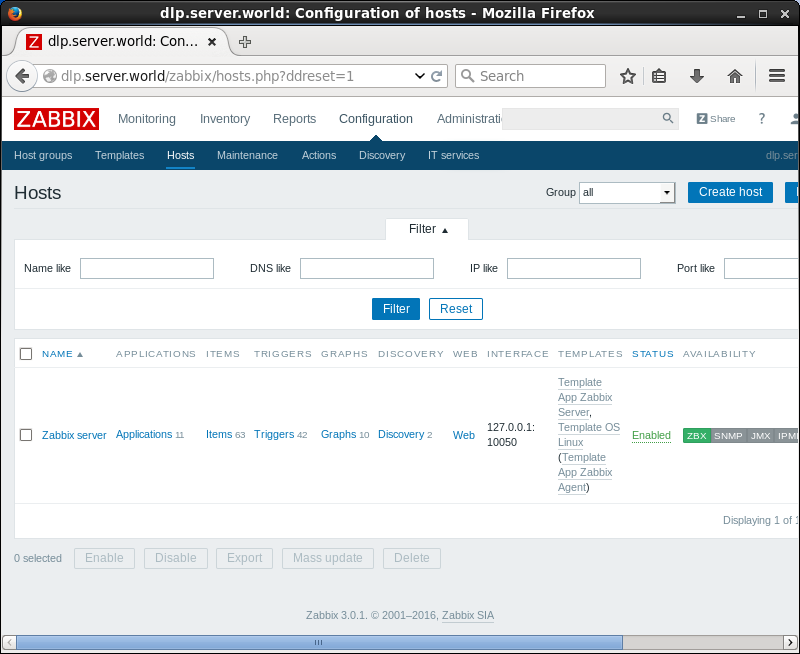 dlp.server.world: Configuration of hosts - Mozilla Firefox
Z dlp.server.world: Con...
dlp.server.world/zabbix/hosts.php?ddreset=1
Search
ZABBIX Monitoring Inventory Reports Configuration Administrati
Z Share ?
Host groups Templates Hosts Maintenance Actions Discovery IT services dlp.ser
Hosts
Group all Create host
Filter
Name like DNS like IP like Port like
Filter Reset
NAME APPLICATIONS ITEMS TRIGGERS GRAPHS DISCOVERY WEB INTERFACE TEMPLATES STATUS AVAILABILITY
Zabbix server Applications 11 Items 63 Triggers 42 Graphs 10 Discovery 2 Web
127.0.0.1:
10050
Template
App Zabbix
Server,
Template OS
Linux
(Template
App Zabbix
Agent)
Enabled ZBX SNMP JMX IPMI
Displaying 1 of 1
0 selected Enable Disable Export Mass update Delete
Zabbix 3.0.1. © 2001–2016, Zabbix SIA